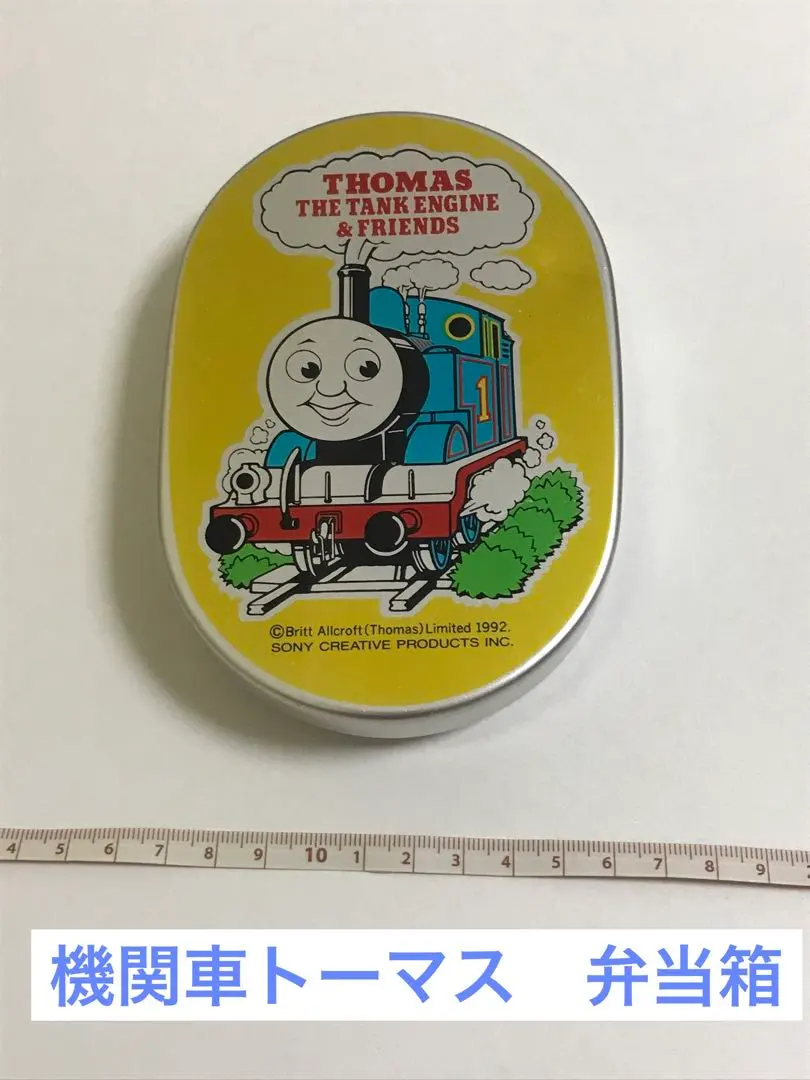 THOMAS
THE TANK ENGINE
& FRIENDS
1
©Britt Allcroft(Thomas)Limited 1992.
SONY CREATIVE PRODUCTS INC.
4 5 6 7 8 9 10 1 2 3 4 5 6 7 8 9
機関車トーマス 弁当箱